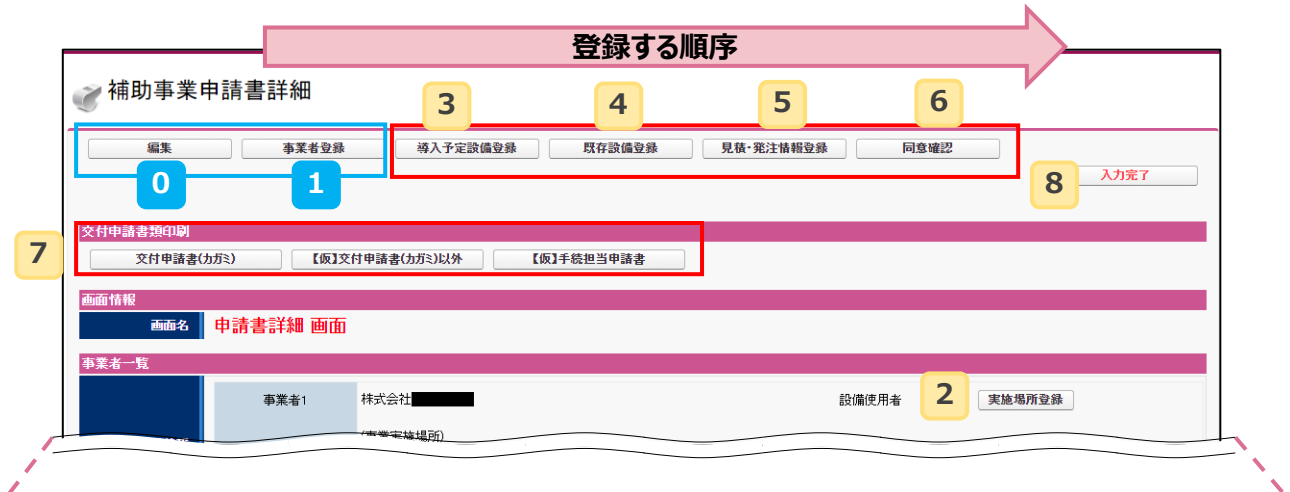 登録する順序
補助事業申請書詳細
3 4 5 6
編集 事業者登録 導入予定設備登録 既存設備登録 見積・発注情報登録 同意確認
0 1 8 入力完了
交付申請書類印刷
7 交付申請書(カガミ) 【仮】交付申請書(カガミ)以外 【仮】手続担当申請書
画面情報
画面名 申請書詳細 画面
事業者一覧
事業者1 株式会社 設備使用者 2 実施場所登録
(事業実施場所)